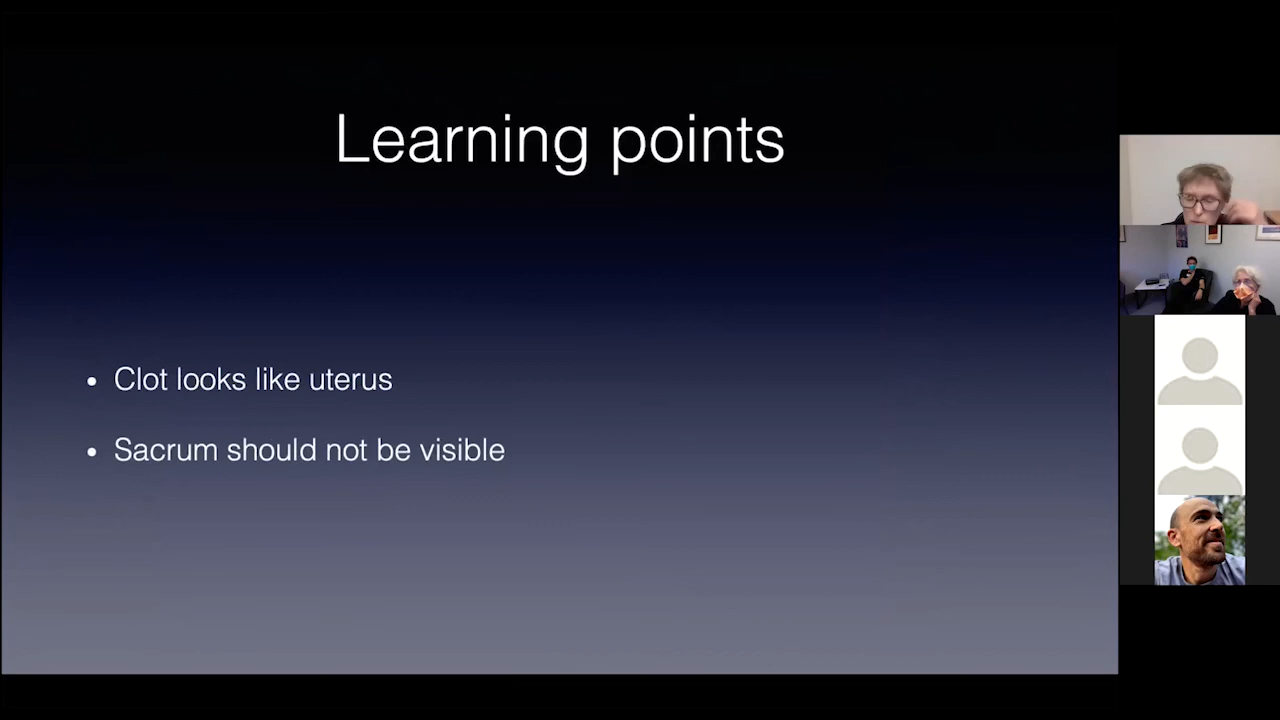 Learning points
• Clot looks like uterus
• Sacrum should not be visible